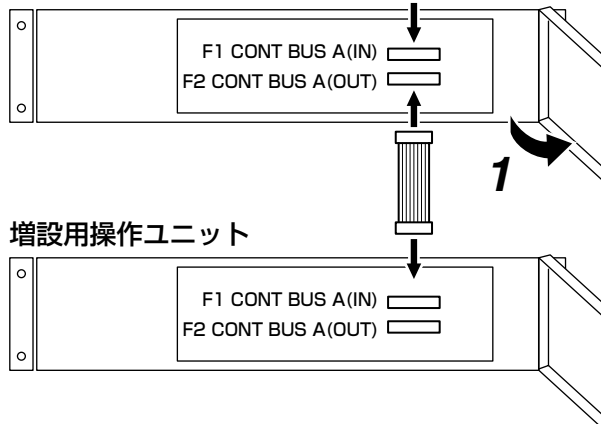 F1 CONT BUS A(IN)
F2 CONT BUS A(OUT)
1
増設用操作ユニット
F1 CONT BUS A(IN)
F2 CONT BUS A(OUT)